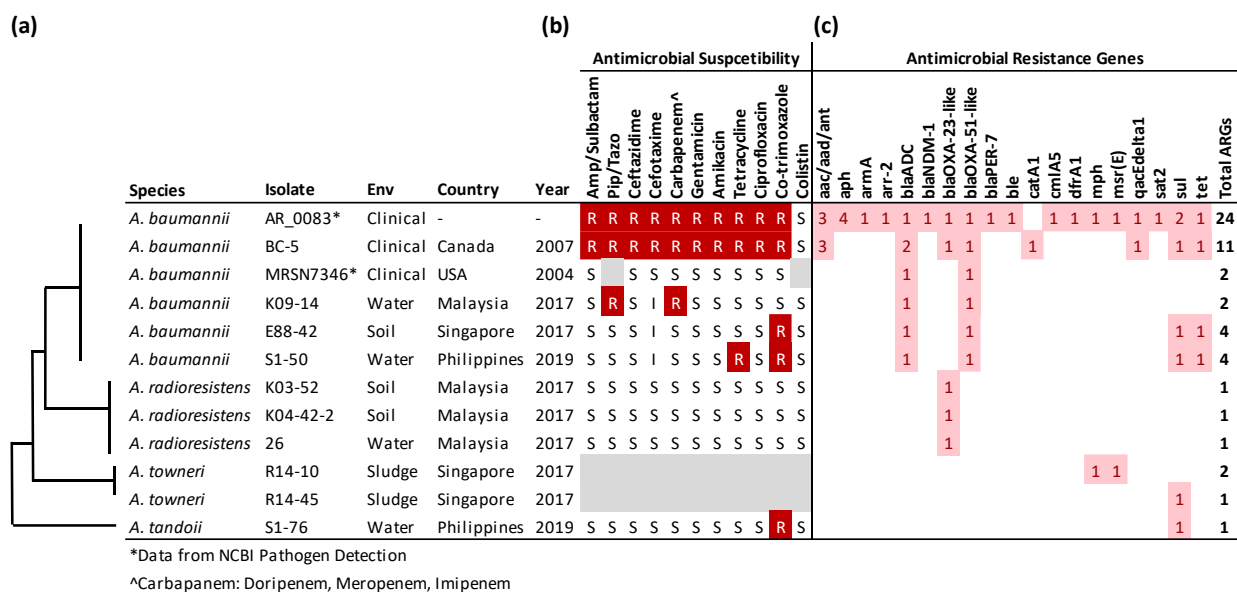 (a)
(b)
(c)
Antimicrobial Suspcetibility
Antimicrobial Resistance Genes
Amp/Sulbactam
Pip/Tazo
Ceftazidime
Cefotaxime
Carbapenem^
Gentamicin
Amikacin
Tetracycline
Ciprofloxacin
Co-trimoxazole
Colistin
aac/aad/ant
aph
armA
arr-2
blaADC
blaNDM-1
blaOXA-23-like
blaOXA-51-like
blaPER-7
ble
catA1
cmlA5
dfrA1
mph
msr(E)
qacEdelta1
sat2
sul
tet
Total ARGs
Species Isolate Env Country Year
A. baumannii AR_0083* Clinical - - R R R R R R R R R R S 3 4 1 1 1 1 1 1 1 1 1 1 1 1 1 1 2 1 24
A. baumannii BC-5 Clinical Canada 2007 R R R R R R R R R R S 3 2 1 1 1 1 1 1 11
A. baumannii MRSN7346* Clinical USA 2004 S S S S S S S S S 1 1 2
A. baumannii K09-14 Water Malaysia 2017 S R S I R S S S S S S 1 1 2
A. baumannii E88-42 Soil Singapore 2017 S S S I S S S S S R S 1 1 1 1 4
A. baumannii S1-50 Water Philippines 2019 S S S I S S S R S R S 1 1 1 1 4
A. radioresistens K03-52 Soil Malaysia 2017 S S S S S S S S S S S 1 1
A. radioresistens K04-42-2 Soil Malaysia 2017 S S S S S S S S S S S 1 1
A. radioresistens 26 Water Malaysia 2017 S S S S S S S S S S S 1 1
A. towneri R14-10 Sludge Singapore 2017 1 1 2
A. towneri R14-45 Sludge Singapore 2017 1 1
A. tandoii S1-76 Water Philippines 2019 S S S S S S S S S R S 1 1
*Data from NCBI Pathogen Detection
^Carbapanem: Doripenem, Meropenem, Imipenem